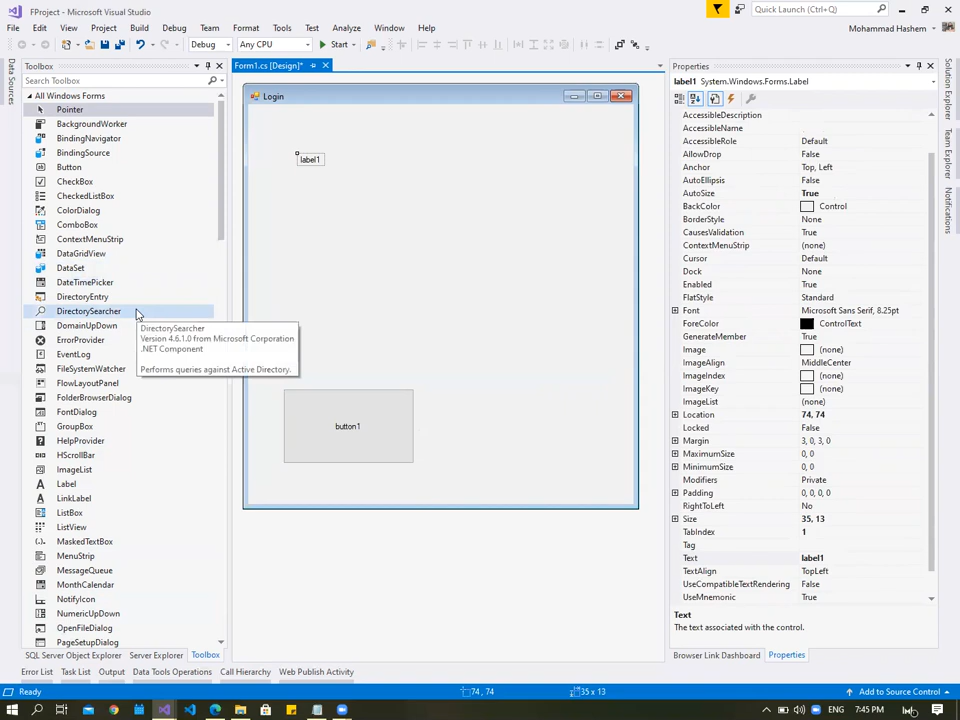 FProject - Microsoft Visual Studio
Quick Launch (Ctrl+Q)
File Edit View Project Build Debug Team Format Tools Test Analyze Window Help
Mohammad Hashem
Debug Any CPU Start
Data Sources
Toolbox
Search Toolbox
All Windows Forms
Pointer
BackgroundWorker
BindingNavigator
BindingSource
Button
CheckBox
CheckedListBox
ColorDialog
ComboBox
ContextMenuStrip
DataGridView
DataSet
DateTimePicker
DirectoryEntry
DirectorySearcher
DomainUpDown
ErrorProvider
EventLog
FileSystemWatcher
FlowLayoutPanel
FolderBrowserDialog
FontDialog
GroupBox
HelpProvider
HScrollBar
ImageList
Label
LinkLabel
ListBox
ListView
MaskedTextBox
MenuStrip
MessageQueue
MonthCalendar
NotifyIcon
NumericUpDown
OpenFileDialog
PageSetupDialog
DirectorySearcher
Version 4.6.1.0 from Microsoft Corporation
.NET Component
Performs queries against Active Directory.
SQL Server Object Explorer Server Explorer Toolbox
Form1.cs [Design]*
Login
label1
button1
Properties
label1 System.Windows.Forms.Label
AccessibleDescription
AccessibleName
AccessibleRole Default
AllowDrop False
Anchor Top, Left
AutoEllipsis False
AutoSize True
BackColor Control
BorderStyle None
CausesValidation True
ContextMenuStrip (none)
Cursor Default
Dock None
Enabled True
FlatStyle Standard
Font Microsoft Sans Serif, 8.25pt
ForeColor ControlText
GenerateMember True
Image (none)
ImageAlign MiddleCenter
ImageIndex (none)
ImageKey (none)
ImageList (none)
Location 74, 74
Locked False
Margin 3, 0, 3, 0
MaximumSize 0, 0
MinimumSize 0, 0
Modifiers Private
Padding 0, 0, 0, 0
RightToLeft No
Size 35, 13
TabIndex 1
Tag
Text label1
TextAlign TopLeft
UseCompatibleTextRendering False
UseMnemonic True
Text
The text associated with the control.
Browser Link Dashboard Properties
Solution Explorer
Team Explorer
Notifications
Error List Task List Output Data Tools Operations Call Hierarchy Web Publish Activity
Ready 74 , 74 35 x 13 Add to Source Control
ENG 7:45 PM